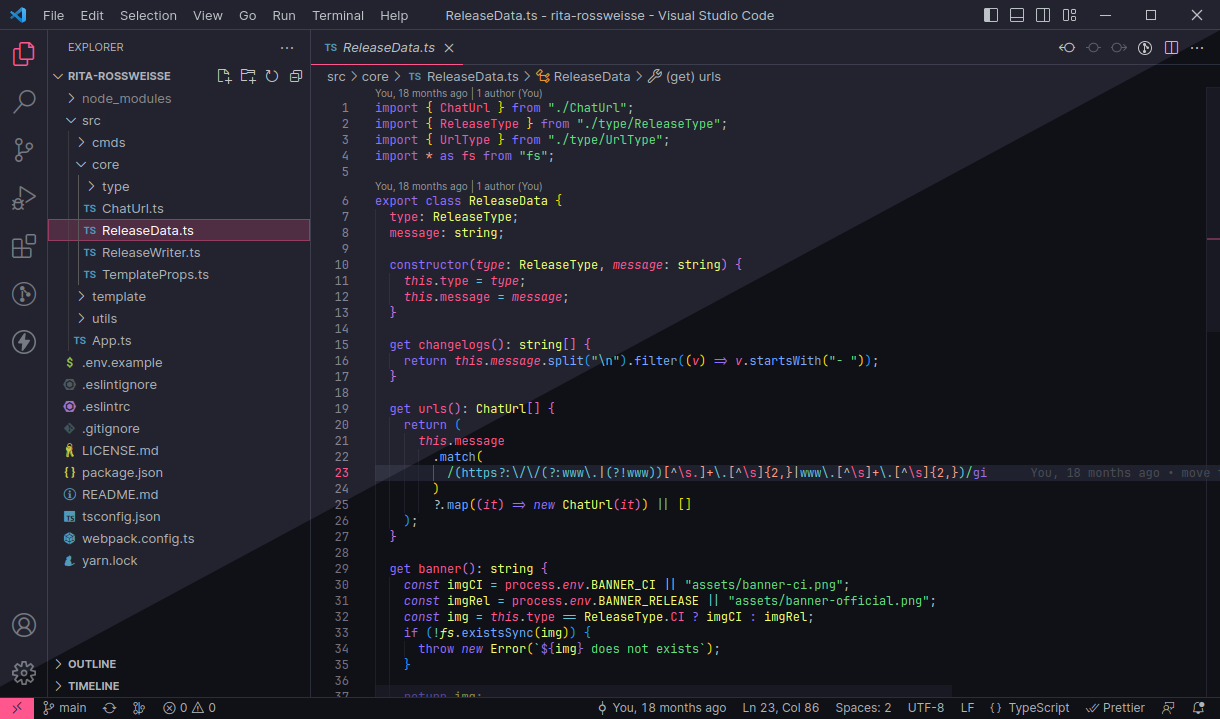 File Edit Selection View Go Run Terminal Help ReleaseData.ts - rita-rossweisse - Visual Studio Code
EXPLORER
RITA-ROSSWEISSE
node_modules
src
cmds
core
type
TS ChatUrl.ts
TS ReleaseData.ts
TS ReleaseWriter.ts
TS TemplateProps.ts
template
utils
TS App.ts
$ .env.example
.eslintignore
.eslintrc
.gitignore
LICENSE.md
{} package.json
README.md
TS tsconfig.json
webpack.config.ts
yarn.lock
OUTLINE
TIMELINE
TS ReleaseData.ts
src > core > TS ReleaseData.ts > ReleaseData > (get) urls
You, 18 months ago | 1 author (You)
1 import { ChatUrl } from "./ChatUrl";
2 import { ReleaseType } from "./type/ReleaseType";
3 import { UrlType } from "./type/UrlType";
4 import * as fs from "fs";
5
You, 18 months ago | 1 author (You)
6 export class ReleaseData {
7 type: ReleaseType;
8 message: string;
9
10 constructor(type: ReleaseType, message: string) {
11 this.type = type;
12 this.message = message;
13 }
14
15 get changelogs(): string[] {
16 return this.message.split("\n").filter((v) => v.startsWith("- "));
17 }
18
19 get urls(): ChatUrl[] {
20 return (
21 this.message
22 .match(
23 /(https?:\/\/(?:www\.|(?!www))[^\s.]+\.[^\s]{2,}|www\.[^\s]+\.[^\s]{2,})/gi You, 18 months ago • move
24 )
25 ?.map((it) => new ChatUrl(it)) || []
26 );
27 }
28
29 get banner(): string {
30 const imgCI = process.env.BANNER_CI || "assets/banner-ci.png";
31 const imgRel = process.env.BANNER_RELEASE || "assets/banner-official.png";
32 const img = this.type == ReleaseType.CI ? imgCI : imgRel;
33 if (!fs.existsSync(img)) {
34 throw new Error(`${img} does not exists`);
35 }
36
37 return img;
main 0 0 You, 18 months ago Ln 23, Col 86 Spaces: 2 UTF-8 LF {} TypeScript Prettier